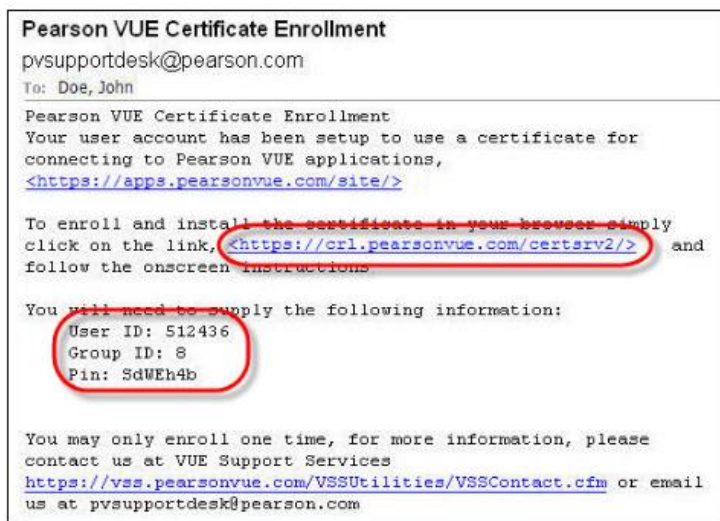 Pearson VUE Certificate Enrollment
pvsupportdesk@pearson.com
To: Doe, John
Pearson VUE Certificate Enrollment
Your user account has been setup to use a certificate for
connecting to Pearson VUE applications,
<https://apps.pearsonvue.com/site/>
To enroll and install the certificate in your browser simply
click on the link, <https://crl.pearsonvue.com/certsrv2/> and
follow the onscreen instructions
You will need to supply the following information:
User ID: 512436
Group ID: 8
Pin: SdWEh4b
You may only enroll one time, for more information, please
contact us at VUE Support Services
https://vss.pearsonvue.com/VSSUtilities/VSSContact.cfm or email
us at pvsupportdesk@pearson.com